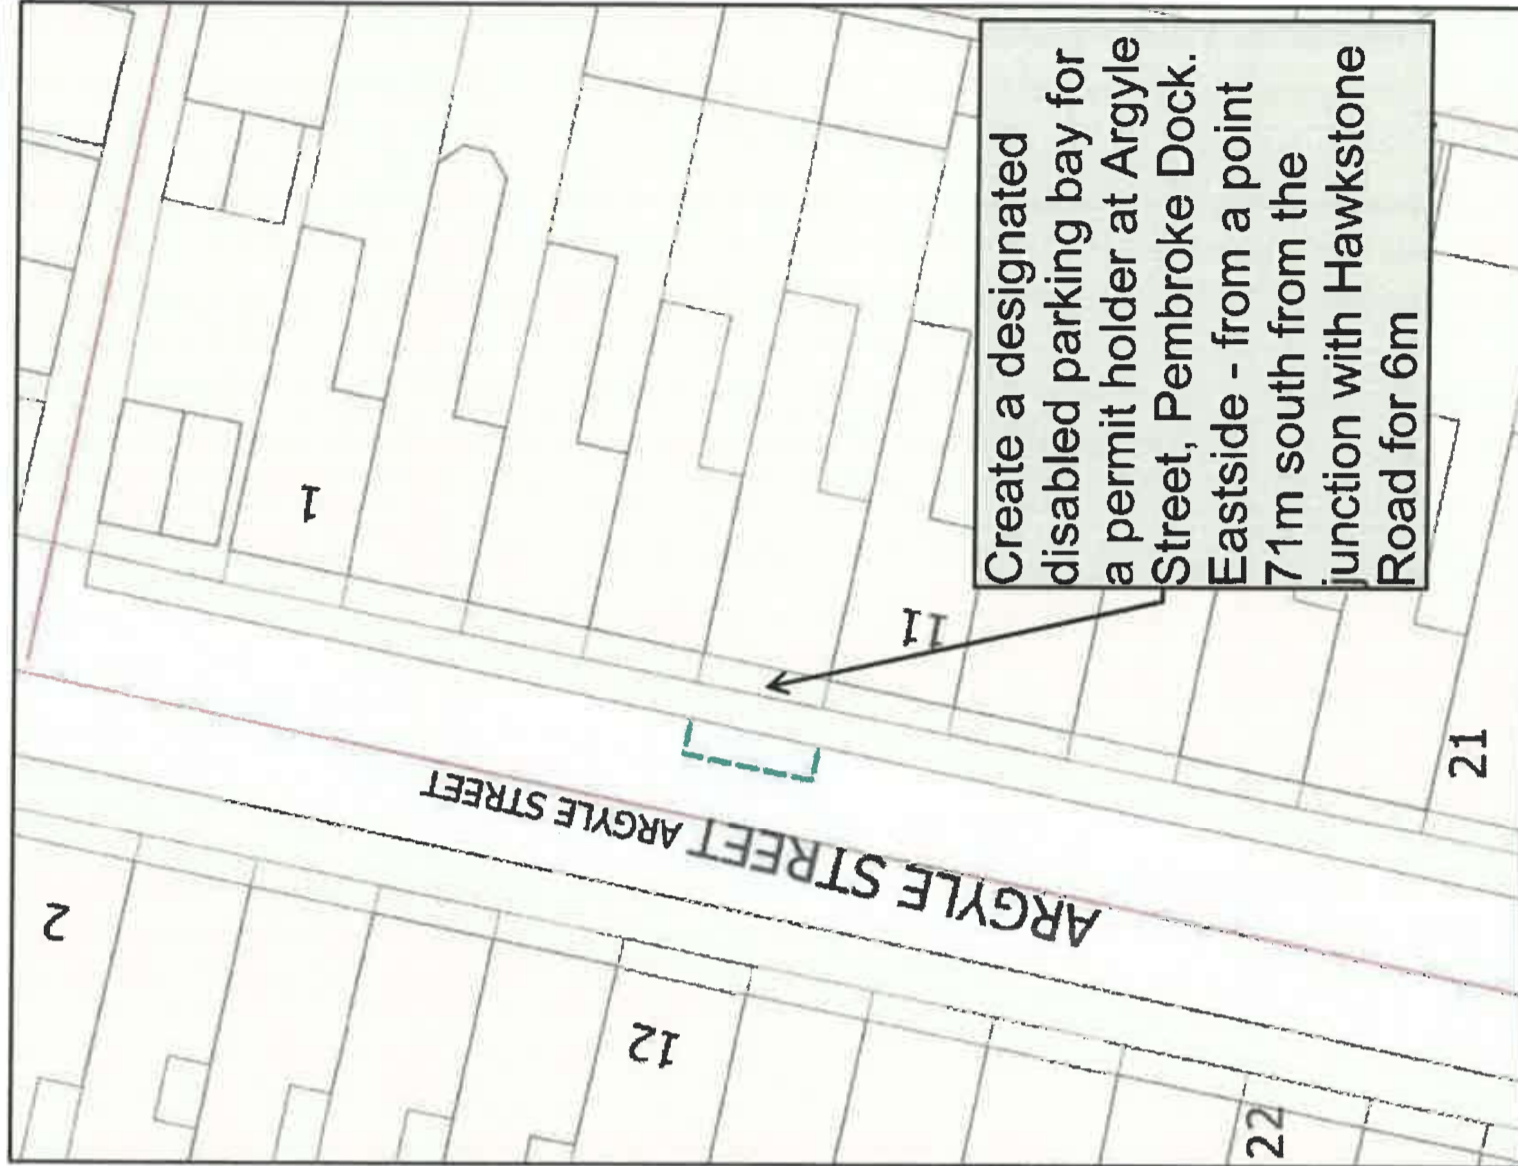 Create a designated
disabled parking bay for
a permit holder at Argyle
Street, Pembroke Dock.
Eastside - from a point
71m south from the
junction with Hawkstone
Road for 6m
1
11
21
ARGYLE STREET
ARGYLE STREET
2
12
22